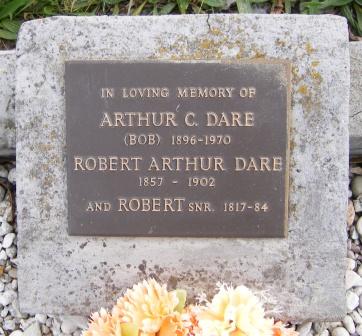 IN LOVING MEMORY OF
ARTHUR C. DARE
(BOB) 1896-1970
ROBERT ARTHUR DARE
1857 - 1902
AND ROBERT SNR. 1817-84